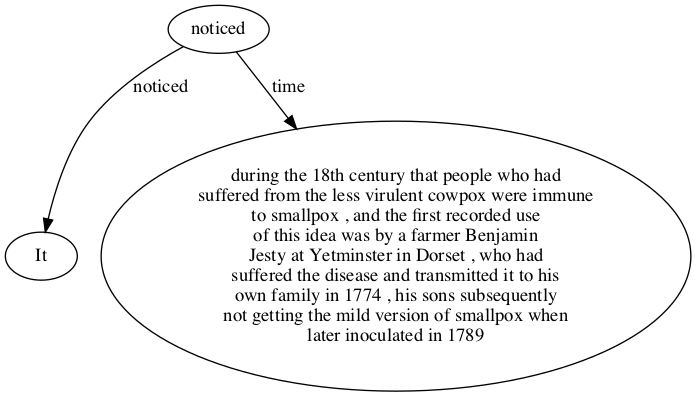 noticed
noticed
time
It
during the 18th century that people who had
suffered from the less virulent cowpox were immune
to smallpox , and the first recorded use
of this idea was by a farmer Benjamin
Jesty at Yetminster in Dorset , who had
suffered the disease and transmitted it to his
own family in 1774 , his sons subsequently
not getting the mild version of smallpox when
later inoculated in 1789